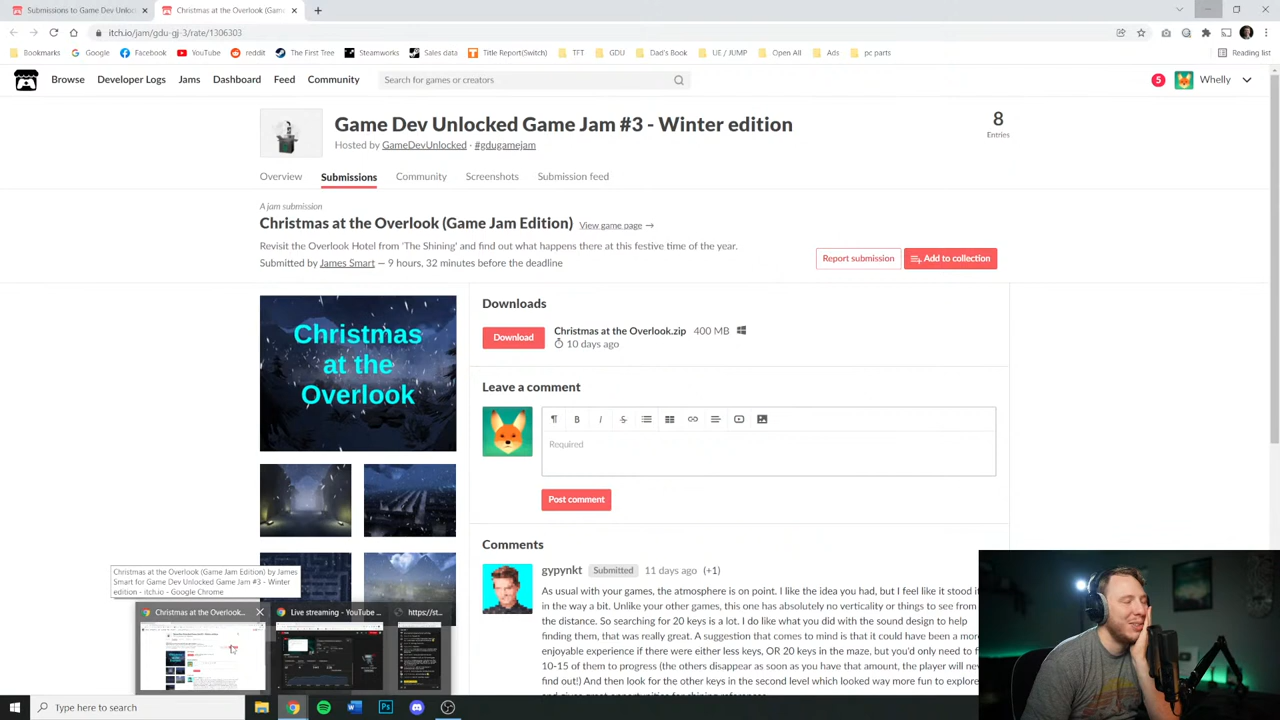 Submissions to Game Dev Unloc
Christmas at the Overlook (Game
itch.io/jam/gdu-gj-3/rate/1306303
Bookmarks
Google
Facebook
YouTube
reddit
The First Tree
Steamworks
Sales data
Title Report(Switch)
TFT
GDU
Dad's Book
UE / JUMP
Open All
Ads
pc parts
Reading list
Browse
Developer Logs
Jams
Dashboard
Feed
Community
Search for games or creators
5
Whelly
Game Dev Unlocked Game Jam #3 - Winter edition
Hosted by GameDevUnlocked · #gdugamejam
8
Entries
Overview
Submissions
Community
Screenshots
Submission feed
A jam submission
Christmas at the Overlook (Game Jam Edition) View game page →
Revisit the Overlook Hotel from 'The Shining' and find out what happens there at this festive time of the year.
Submitted by James Smart — 9 hours, 32 minutes before the deadline
Report submission
Add to collection
Christmas
at the
Overlook
Downloads
Download
Christmas at the Overlook.zip 400 MB
10 days ago
Leave a comment
Required
Post comment
Comments
gypynkt Submitted 11 days ago (+1)
As usual with your games, the atmosphere is on point. I like the idea you had, but I feel like it stood i
in the way a bit. Unlike your other games, this one has absolutely no verticality or things to see from
the distance. So searching for 20 keys is a lot. I do like what you did with the sound design to help
finding them, that was really great. A suggestion that comes to mind is that it could have been a more
enjoyable experience if there were either less keys, OR 20 keys in the maze, but you'd only need to f
10-15 of them to progress (the others disappear as soon as you have that amount, the player will nev
find out!) And then look for the other keys in the second level which looked way more fun to explore
Christmas at the Overlook (Game Jam Edition) by James
Smart for Game Dev Unlocked Game Jam #3 - Winter
edition - itch.io - Google Chrome
Christmas at the Overlook...
Live streaming - YouTube ...
https://st...
Type here to search